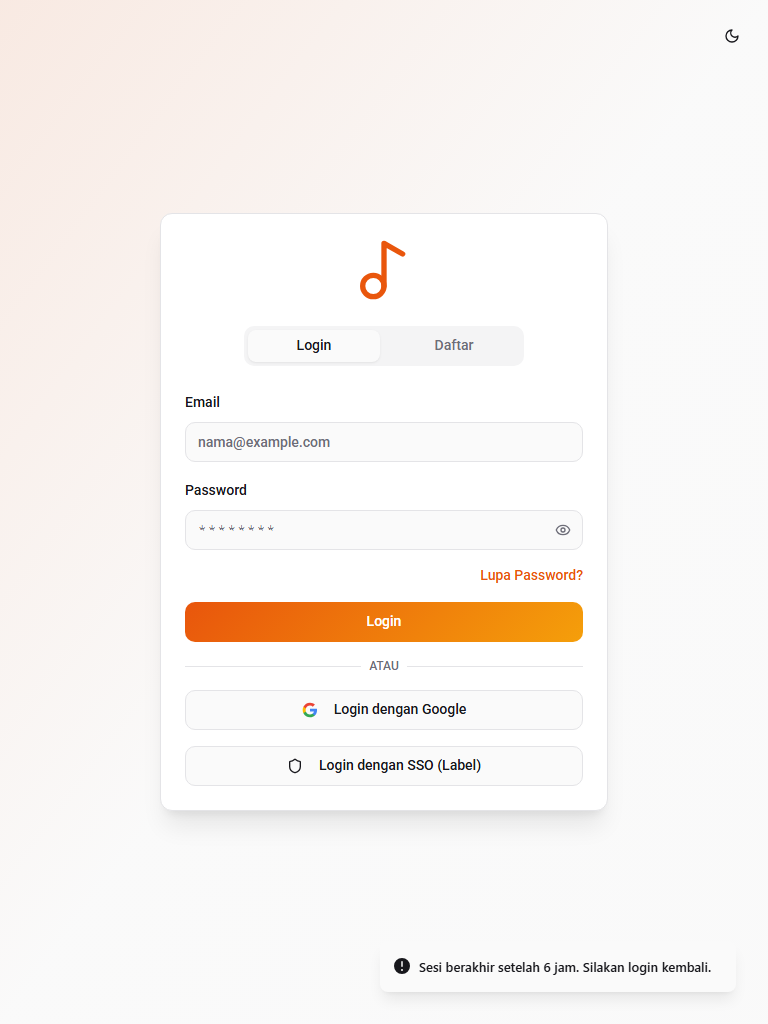 Login
Daftar
Email
nama@example.com
Password
********
Lupa Password?
Login
ATAU
Login dengan Google
Login dengan SSO (Label)
Sesi berakhir setelah 6 jam. Silakan login kembali.